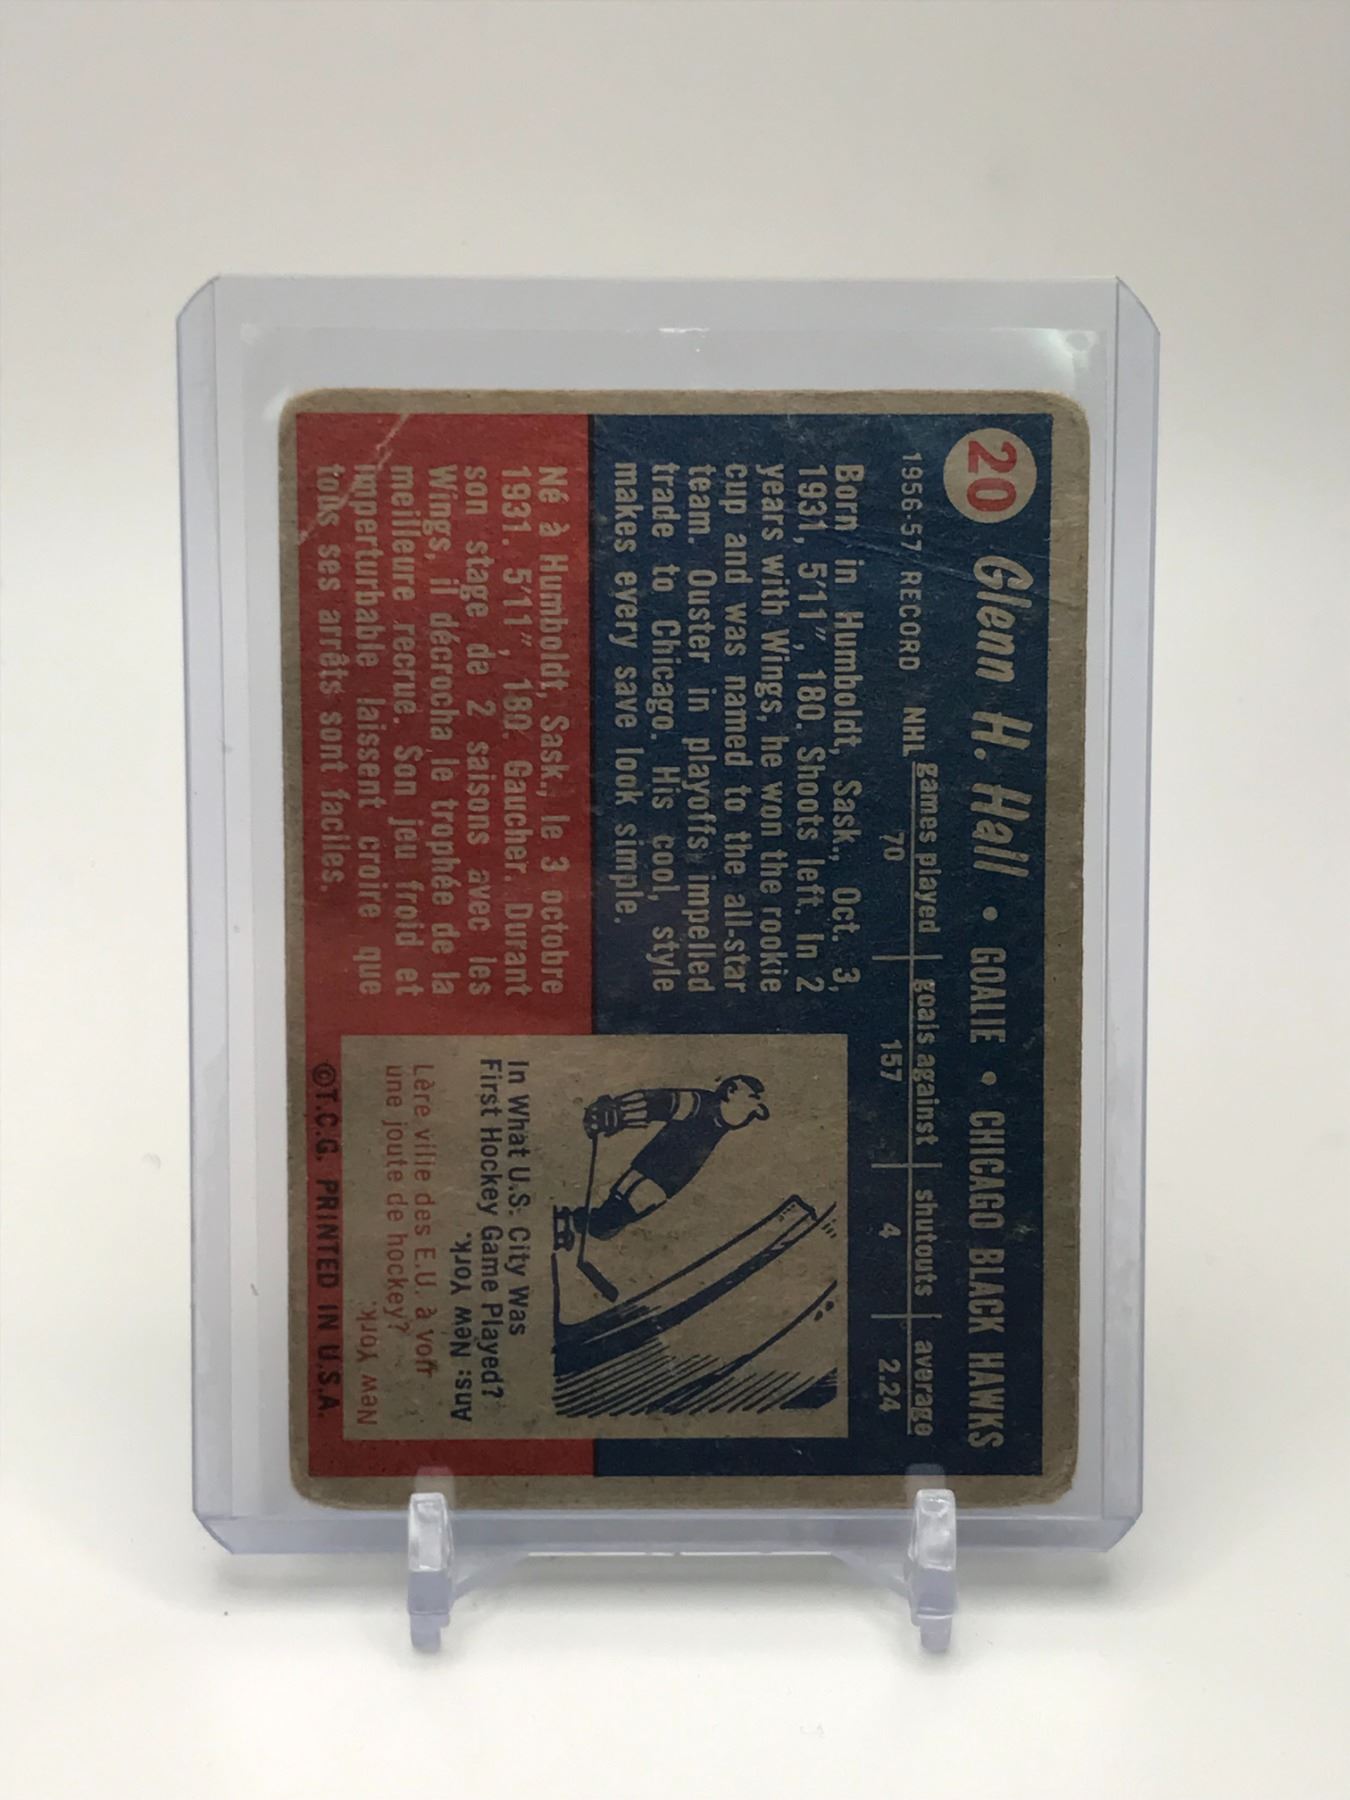 20 Glenn H. Hall • GOALIE • CHICAGO BLACK HAWKS
1956-57 RECORD NHL games played goals against shutouts average
70 157 4 2.24
Born in Humboldt, Sask., Oct. 3,
1931, 5'11", 180. Shoots left. In 2
years with Wings, he won the rookie
cup and was named to the all-star
team. Ouster in playoffs impelled
trade to Chicago. His cool, style
makes every save look simple.
Né à Humboldt, Sask., le 3 octobre
1931. 5'11", 180. Gaucher. Durant
son stage de 2 saisons avec les
Wings, il décrocha le trophée de la
meilleure recrue. Son jeu froid et
imperturbable laissent croire que
tous ses arrêts sont faciles.
In What U.S. City Was
First Hockey Game Played?
Ans: New York.
Lère ville des E.U. à voir
une joute de hockey?
New York.
©T.C.G. PRINTED IN U.S.A.